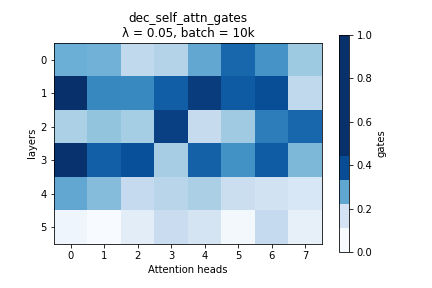 dec_self_attn_gates
λ = 0.05, batch = 10k
layers
0
1
2
3
4
5
0 1 2 3 4 5 6 7
Attention heads
1.0
0.8
0.6
0.4
0.2
0.0
gates